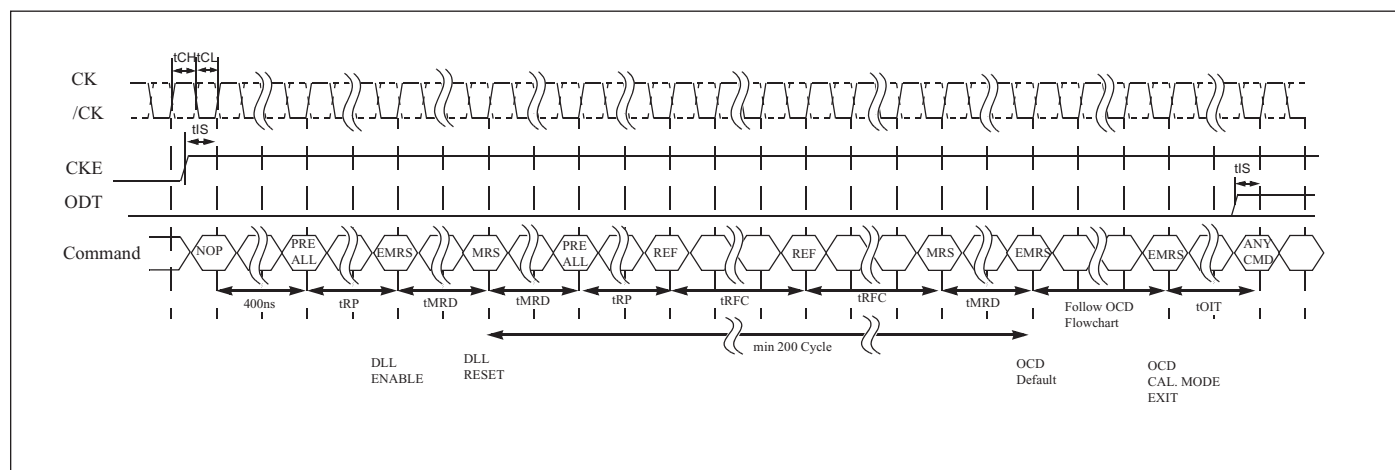 tCH tCL
CK
/CK
tIS
CKE
tIS
ODT
Command
NOP
PRE
ALL
EMRS
MRS
PRE
ALL
REF
REF
MRS
EMRS
EMRS
ANY
CMD
400ns
tRP
tMRD
tMRD
tRP
tRFC
tRFC
tMRD
Follow OCD
Flowchart
tOIT
min 200 Cycle
DLL
ENABLE
DLL
RESET
OCD
Default
OCD
CAL. MODE
EXIT